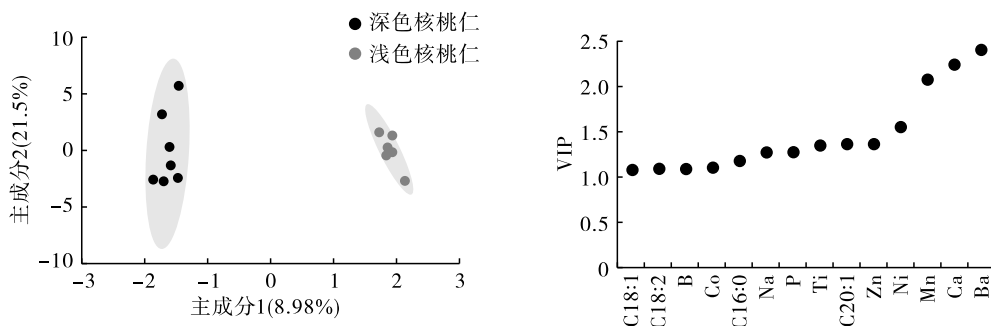 深色核桃仁
浅色核桃仁
10
5
0
−5
−10
−3
−2
−1
0
1
2
3
主成分2(21.5%)
主成分1(8.98%)
2.5
2.0
1.5
1.0
0.5
0
VIP
C18:1
C18:2
B
Co
C16:0
Na
P
Ti
C20:1
Zn
Ni
Mn
Ca
Ba